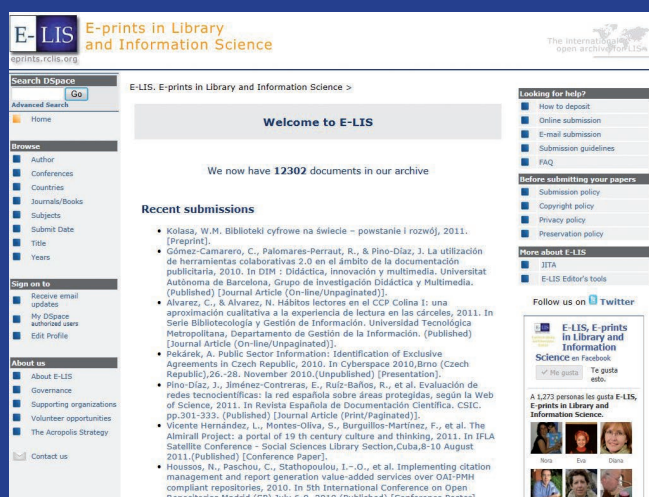 E-LIS
eprints.rclis.org
E-prints in Library
and Information Science
The international
open archive for LIS
Search DSpace
Go
Advanced Search
Home
Browse
Author
Conferences
Countries
Journals/Books
Subjects
Submit Date
Title
Years
Sign on to
Receive email
updates
My DSpace
authorized users
Edit Profile
About us
About E-LIS
Governance
Supporting organizations
Volunteer opportunities
The Acropolis Strategy
Contact us
E-LIS. E-prints in Library and Information Science >
Welcome to E-LIS
We now have 12302 documents in our archive
Recent submissions
• Kolasa, W.M. Biblioteki cyfrowe na świecie – powstanie i rozwój, 2011.
[Preprint].
• Gómez-Camarero, C., Palomares-Perraut, R., & Pino-Díaz, J. La utilización
de herramientas colaborativas 2.0 en el ámbito de la documentación
publicitaria, 2010. In DIM : Didáctica, innovación y multimedia. Universitat
Autònoma de Barcelona, Grupo de Investigación Didáctica y Multimedia.
(Published) [Journal Article (On-line/Unpaginated)].
• Alvarez, C., & Alvarez, N. Hábitos lectores en el CCP Colina I: una
aproximación cualitativa a la experiencia de lectura en las cárceles, 2011. In
Serie Bibliotecología y Gestión de Información. Universidad Tecnológica
Metropolitana, Departamento de Gestión de la Información. (Published)
[Journal Article (On-line/Unpaginated)].
• Pekárek, A. Public Sector Information: Identification of Exclusive
Agreements in Czech Republic, 2010. In Cyberspace 2010,Brno (Czech
Republic),26.-28. November 2010.(Unpublished) [Presentation].
• Pino-Díaz, J., Jiménez-Contreras, E., Ruíz-Baños, R., et al. Evaluación de
redes tecnocientíficas: la red española sobre áreas protegidas, según la Web
of Science, 2011. In Revista Española de Documentación Científica. CSIC.
pp.301-333. (Published) [Journal Article (Print/Paginated)].
• Vicente Hernández, L., Montes-Oliva, S., Burguillos-Martínez, F., et al. The
Almirall Project: a portal of 19 th century culture and thinking, 2011. In IFLA
Satellite Conference - Social Sciences Library Section,Cuba,8-10 August
2011.(Published) [Conference Paper].
• Houssos, N., Paschou, C., Stathopoulou, I.-.O., et al. Implementing citation
management and report generation value-added services over OAI-PMH
compliant repositories, 2010. In 5th International Conference on Open
Repositories,Madrid (SP),July 6-9, 2010.(Published) [Conference Poster].
Looking for help?
How to deposit
Online submission
E-mail submission
Submission guidelines
FAQ
Before submitting your papers
Submission policy
Copyright policy
Privacy policy
Preservation policy
More about E-LIS
JITA
E-LIS Editor's tools
Follow us on Twitter
E-LIS, E-prints
in Library and
Information
Science en Facebook
Me gusta
Te gusta
esto.
A 1,273 personas les gusta E-LIS,
E-prints in Library and
Information Science.
Nora Eva Diana